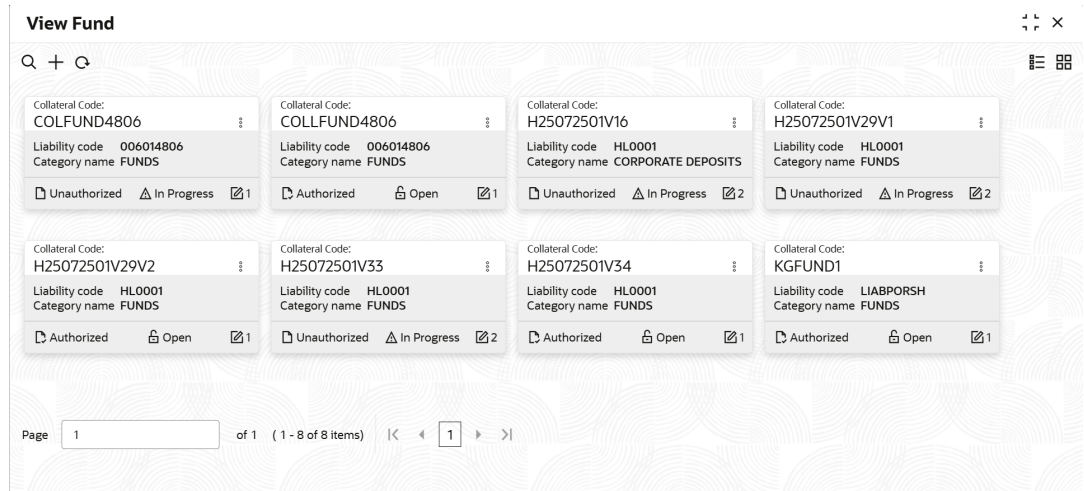 View Fund
Collateral Code:
COLFUND4806
Liability code 006014806
Category name FUNDS
Unauthorized In Progress 1
Collateral Code:
COLLFUND4806
Liability code 006014806
Category name FUNDS
Authorized Open 1
Collateral Code:
H25072501V16
Liability code HL0001
Category name CORPORATE DEPOSITS
Unauthorized In Progress 2
Collateral Code:
H25072501V29V1
Liability code HL0001
Category name FUNDS
Unauthorized In Progress 2
Collateral Code:
H25072501V29V2
Liability code HL0001
Category name FUNDS
Authorized Open 1
Collateral Code:
H25072501V33
Liability code HL0001
Category name FUNDS
Unauthorized In Progress 2
Collateral Code:
H25072501V34
Liability code HL0001
Category name FUNDS
Authorized Open 1
Collateral Code:
KGFUND1
Liability code LIABPORSH
Category name FUNDS
Authorized Open 1
Page 1 of 1 ( 1 - 8 of 8 items) 1